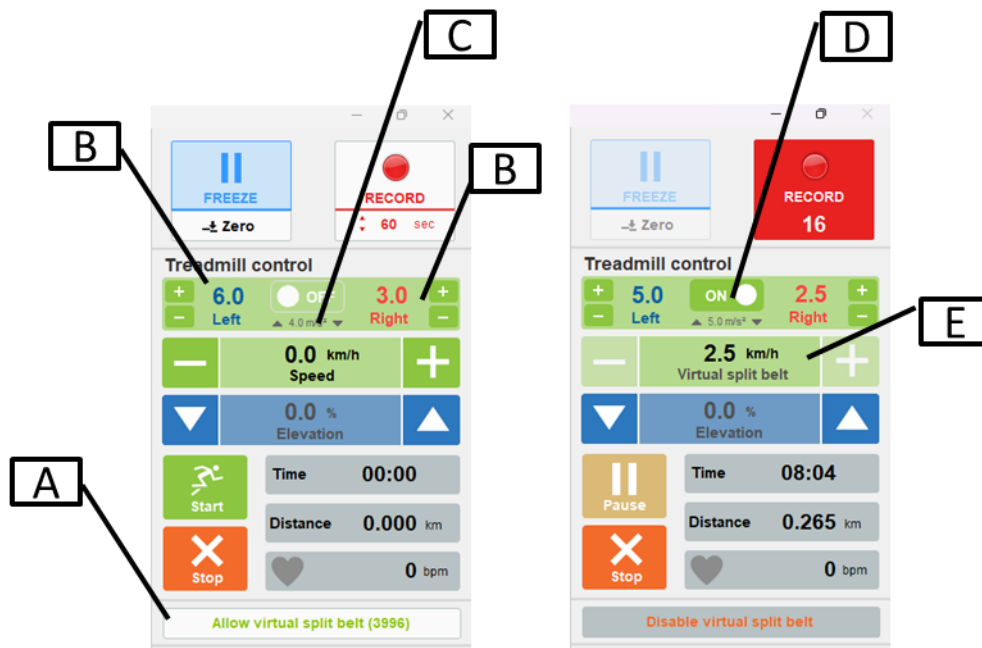 C
D
B
B
E
A
FREEZE
Zero
RECORD
60 sec
Treadmill control
+ 6.0 OFF 3.0 +
− Left 4.0 m/s² Right −
− 0.0 km/h +
Speed
0.0 %
Elevation
Start
Time 00:00
Distance 0.000 km
Stop
0 bpm
Allow virtual split belt (3996)
FREEZE
Zero
RECORD
16
Treadmill control
+ 5.0 ON 2.5 +
− Left 5.0 m/s² Right −
− 2.5 km/h +
Virtual split belt
0.0 %
Elevation
Pause
Time 08:04
Distance 0.265 km
Stop
0 bpm
Disable virtual split belt